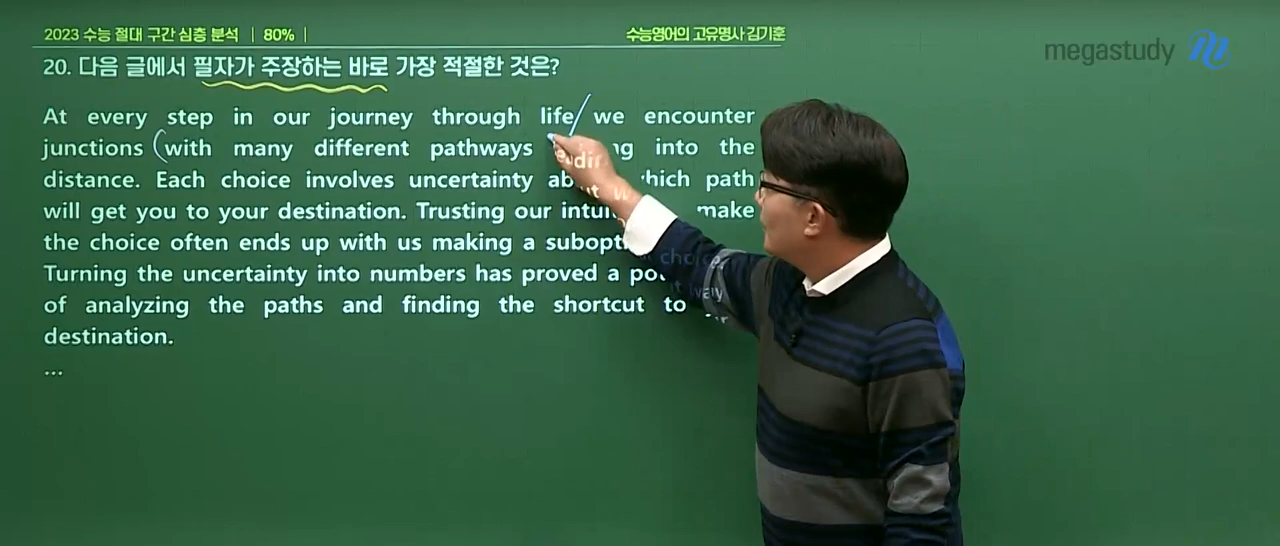 2023 수능 절대 구간 심층 분석 | 80% |
수능영어의 고유명사 김기훈
megastudy
20. 다음 글에서 필자가 주장하는 바로 가장 적절한 것은?
At every step in our journey through life we encounter
junctions with many different pathways into the
distance. Each choice involves uncertainty which path
will get you to your destination. Trusting our make
the choice often ends up with us making a
Turning the uncertainty into numbers has proved a
of analyzing the paths and finding the shortcut to
destination.
...